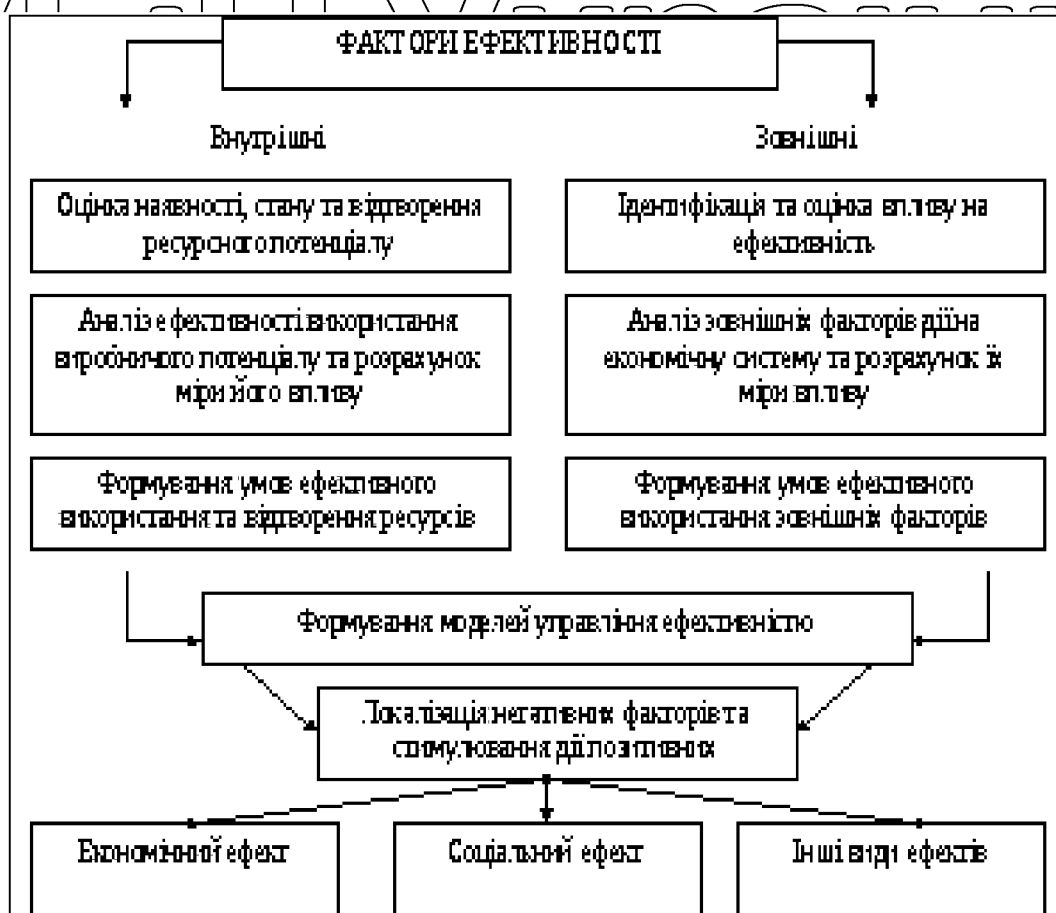 ФАКТОРИ ЕФЕКТИВНОСТІ
Внутрішні
Зовнішні
Оцінка наявності, стану та відтворення
ресурсного потенціалу
Ідентифікація та оцінка впливу на
ефективність
Аналіз ефективності використання
виробничого потенціалу та розрахунок
міри його впливу
Аналіз зовнішніх факторів дії на
економічну систему та розрахунок їх
міри впливу
Формування умов ефективного
використання та відтворення ресурсів
Формування умов ефективного
використання зовнішніх факторів
Формування моделей управління ефективністю
Локалізація негативних факторів та
стимулювання дії позитивних
Економічний ефект
Соціальний ефект
Інші види ефектів